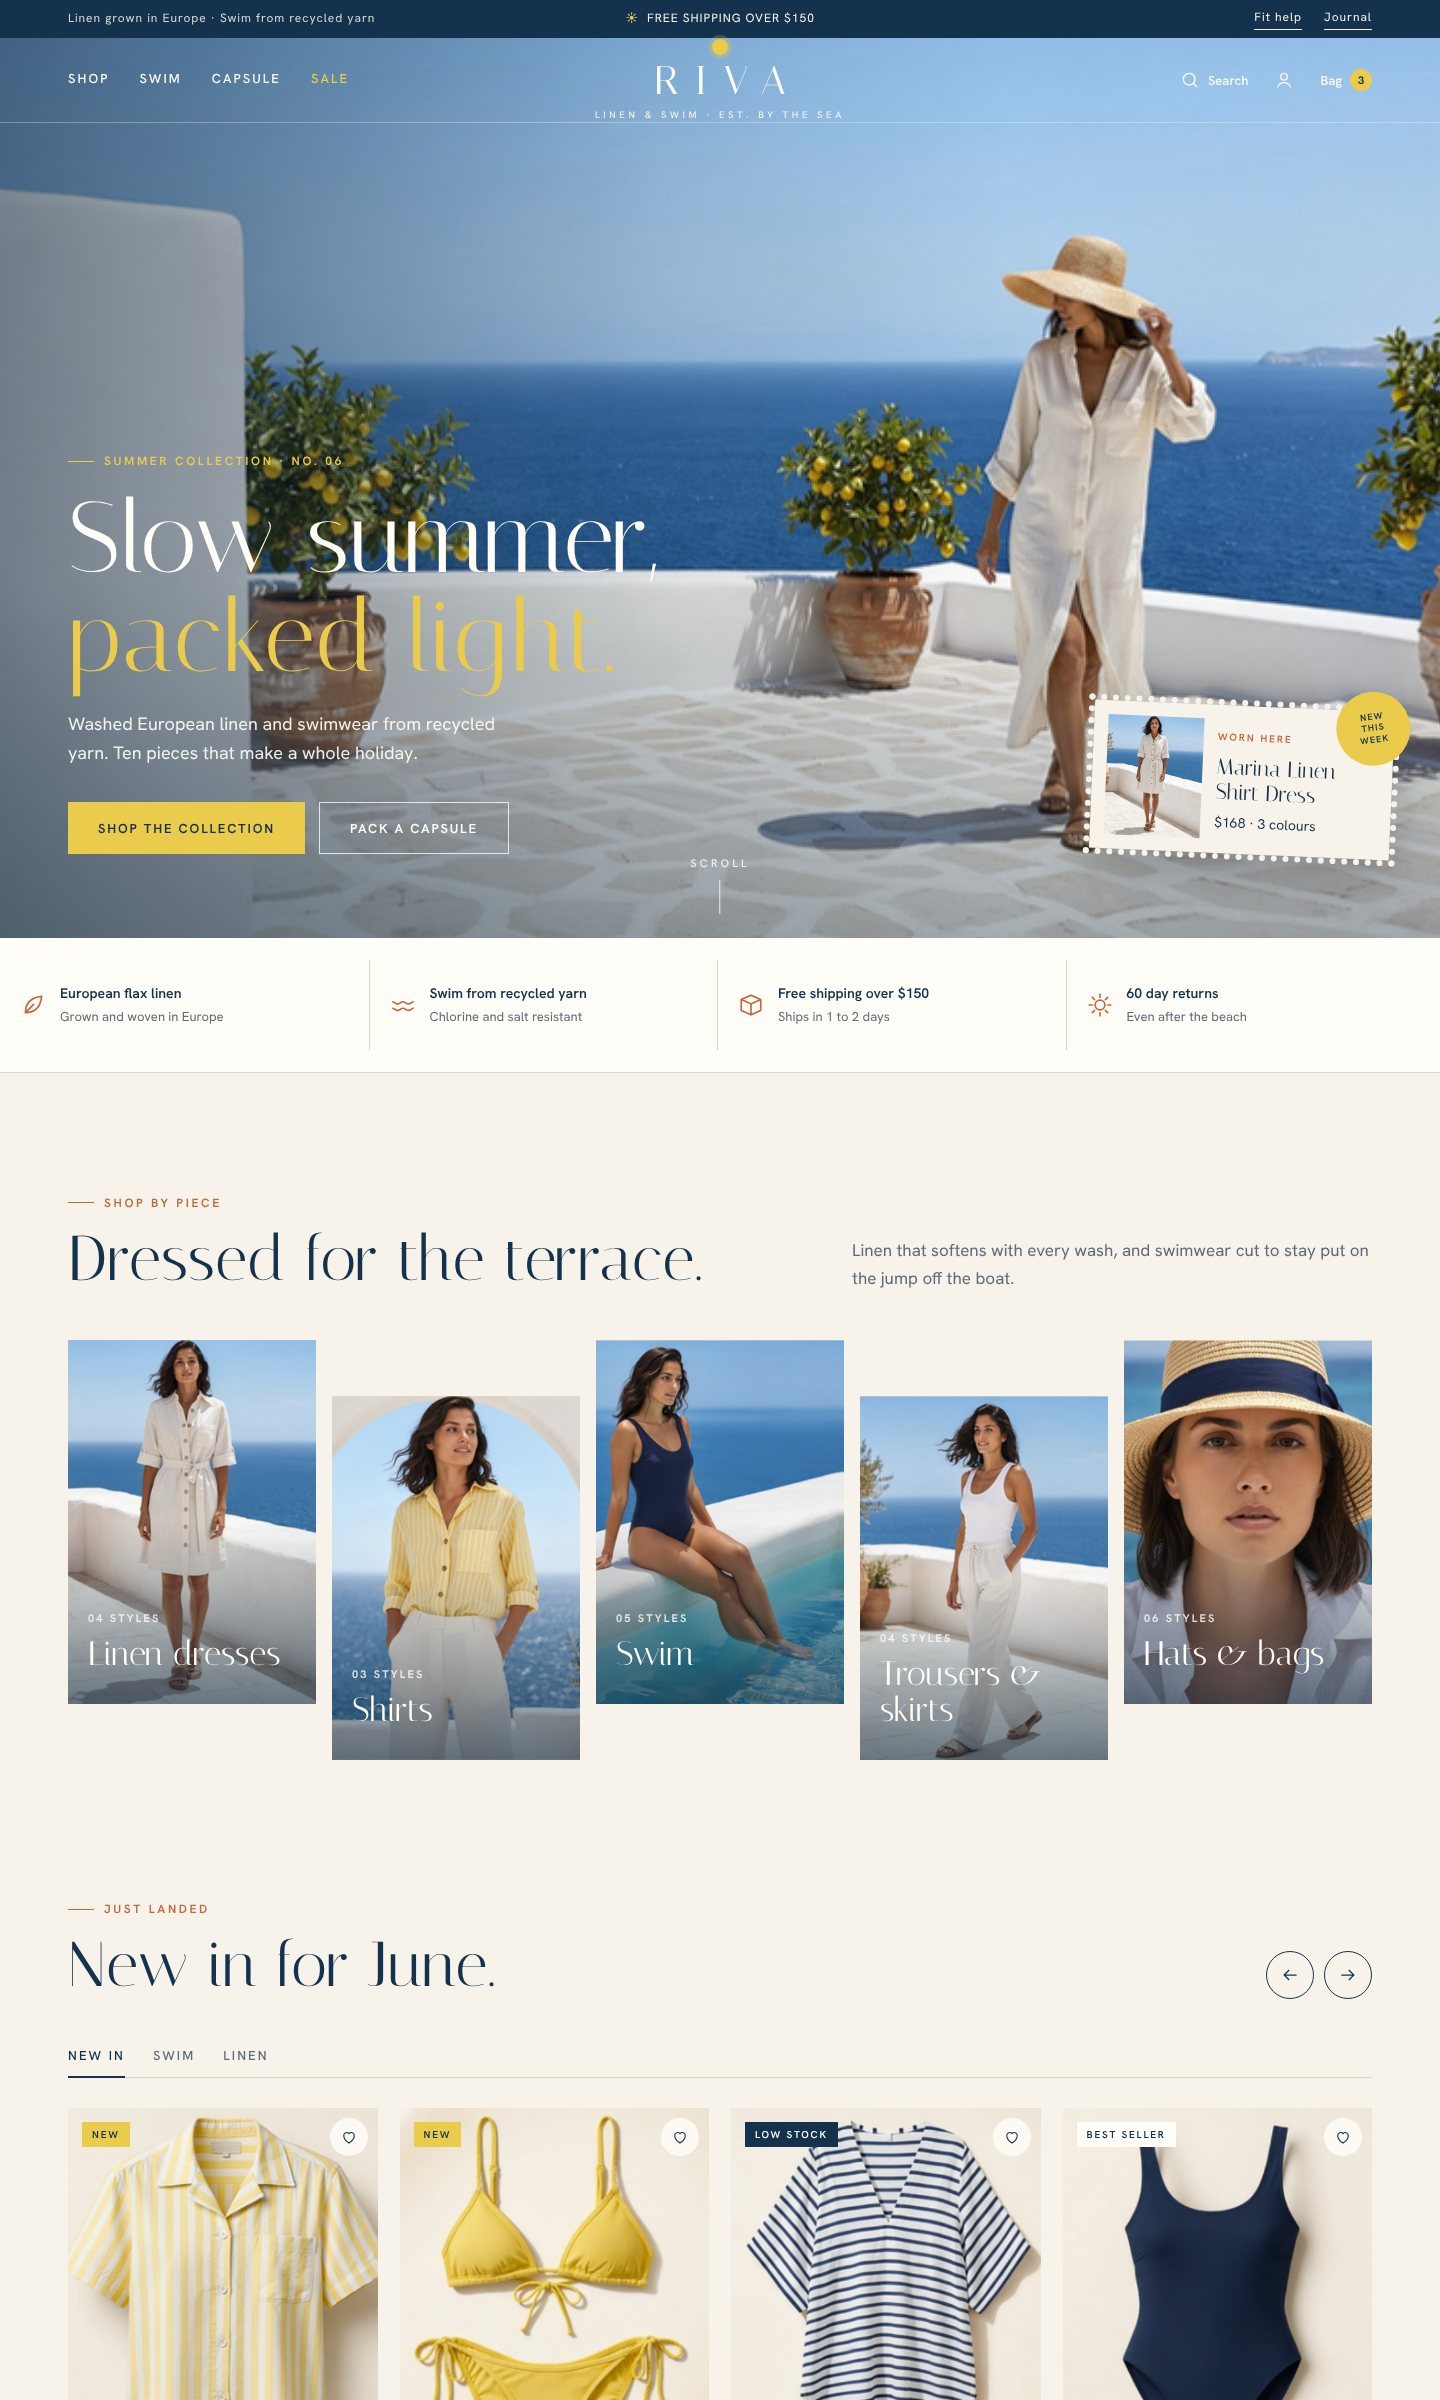 Linen grown in Europe · Swim from recycled yarn
FREE SHIPPING OVER $150
Fit help
Journal
SHOP
SWIM
CAPSULE
SALE
RIVA
LINEN & SWIM · EST. BY THE SEA
Search
Bag
3
SUMMER COLLECTION · NO. 06
Slow summer,
packed light.
Washed European linen and swimwear from recycled
yarn. Ten pieces that make a whole holiday.
SHOP THE COLLECTION
PACK A CAPSULE
SCROLL
NEW
THIS
WEEK
WORN HERE
Marina Linen
Shirt Dress
$168 · 3 colours
European flax linen
Grown and woven in Europe
Swim from recycled yarn
Chlorine and salt resistant
Free shipping over $150
Ships in 1 to 2 days
60 day returns
Even after the beach
SHOP BY PIECE
Dressed for the terrace.
Linen that softens with every wash, and swimwear cut to stay put on
the jump off the boat.
04 STYLES
Linen dresses
03 STYLES
Shirts
05 STYLES
Swim
04 STYLES
Trousers &
skirts
06 STYLES
Hats & bags
JUST LANDED
New in for June.
NEW IN
SWIM
LINEN
NEW
NEW
LOW STOCK
BEST SELLER